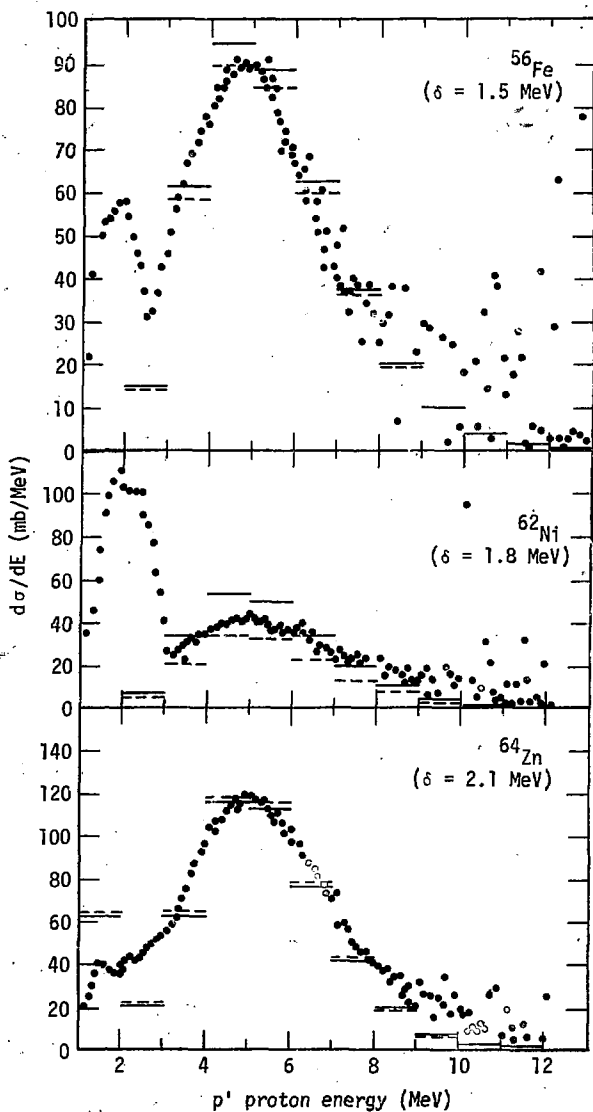 90
80
70
60
50
40
30
20
10
0
56Fe
(δ = 1.5 MeV)
100
80
60
40
20
0
62Ni
(δ = 1.8 MeV)
140
120
100
80
60
40
20
0
64Zn
(δ = 2.1 MeV)
dσ/dE (mb/MeV)
2 4 6 8 10 12
p' proton energy (MeV)